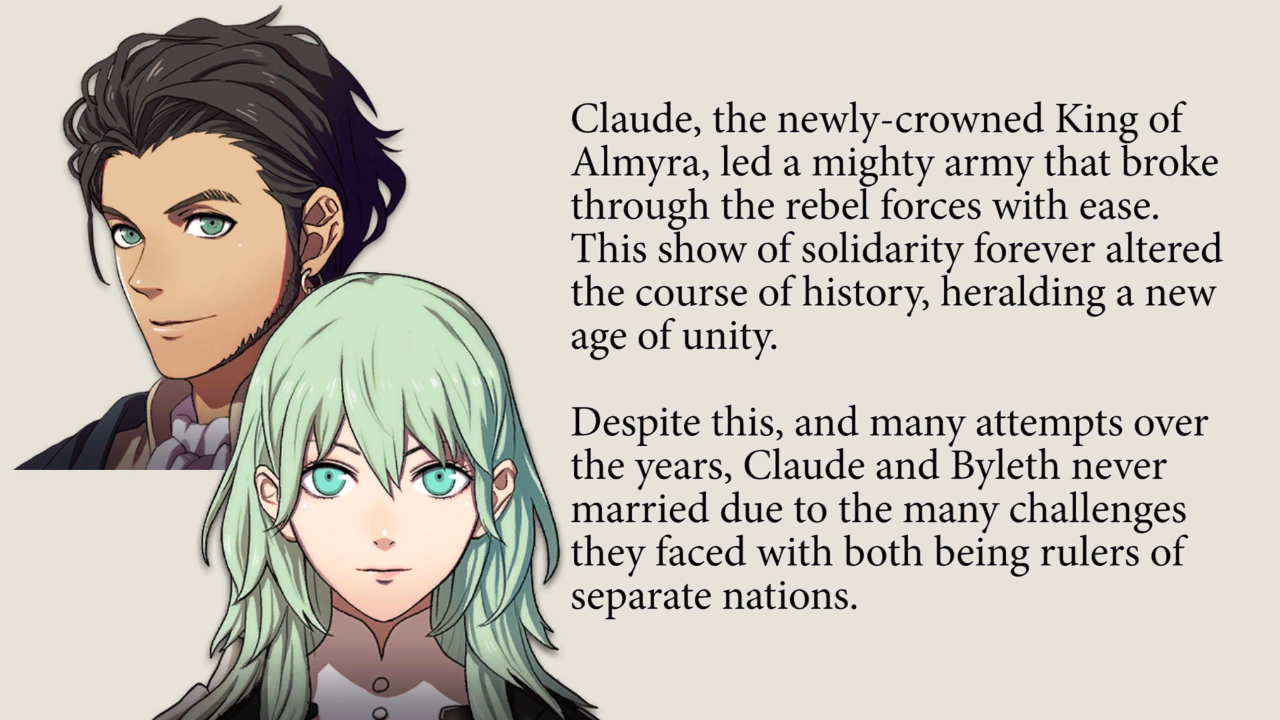 Claude, the newly-crowned King of
Almyra, led a mighty army that broke
through the rebel forces with ease.
This show of solidarity forever altered
the course of history, heralding a new
age of unity.
Despite this, and many attempts over
the years, Claude and Byleth never
married due to the many challenges
they faced with both being rulers of
separate nations.